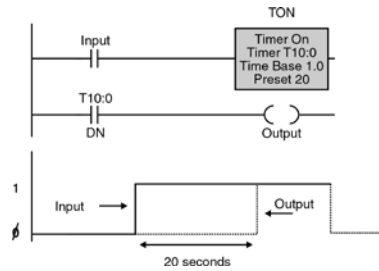 TON
Input
Timer On
Timer T10:0
Time Base 1.0
Preset 20
T10:0
DN
Output
1
Input
Output
0
20 seconds